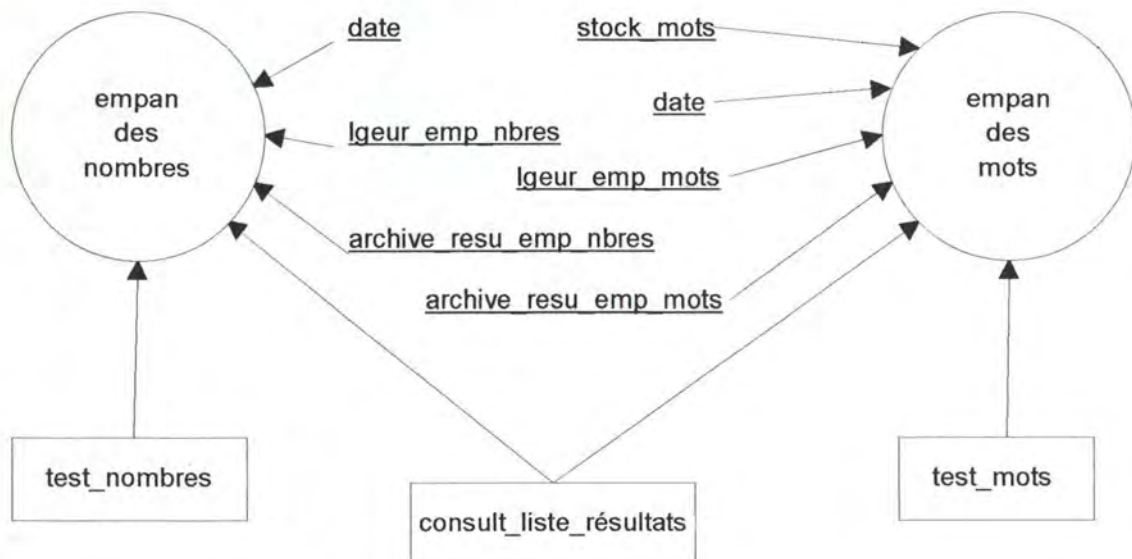 date
stock_mots
empan
des
nombres
date
empan
des
mots
lgeur_emp_nbres
lgeur_emp_mots
archive_resu_emp_nbres
archive_resu_emp_mots
test_nombres
consult_liste_résultats
test_mots